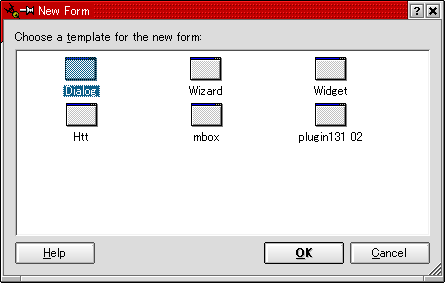 New Form
Choose a template for the new form:
Dialog Wizard Widget
Htt mbox plugin131 02
Help OK Cancel